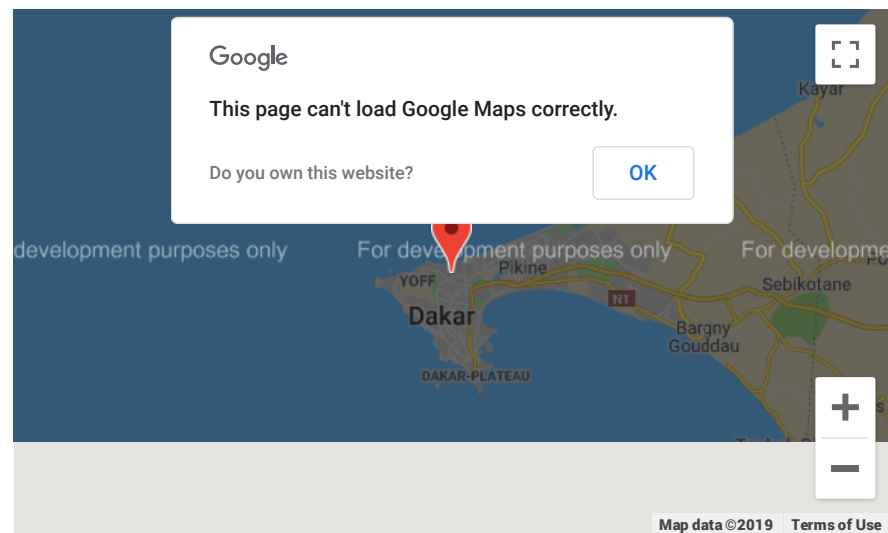 Google
This page can't load Google Maps correctly.
Do you own this website?
OK
Kayar
development purposes only
For development purposes only
For developme
YOFF
Pikine
Sebikotane
N1
Dakar
Bargny
Gouddau
DAKAR-PLATEAU
Map data ©2019
Terms of Use